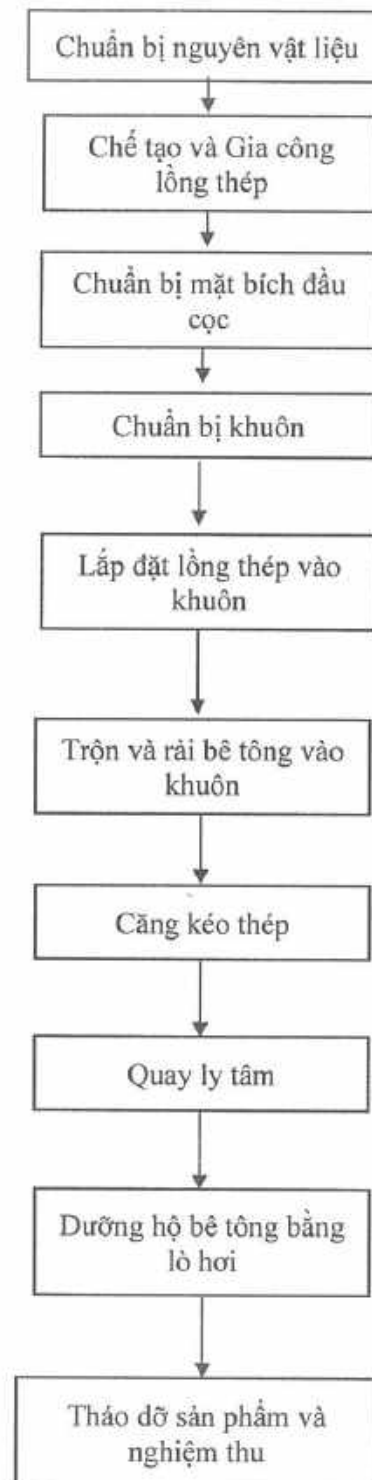 Chuẩn bị nguyên vật liệu
Chế tạo và Gia công
lồng thép
Chuẩn bị mặt bích đầu
cọc
Chuẩn bị khuôn
Lắp đặt lồng thép vào
khuôn
Trộn và rải bê tông vào
khuôn
Căng kéo thép
Quay ly tâm
Dưỡng hộ bê tông bằng
lò hơi
Tháo dỡ sản phẩm và
nghiệm thu